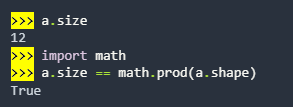 >>> a.size
12
>>> import math
>>> a.size == math.prod(a.shape)
True